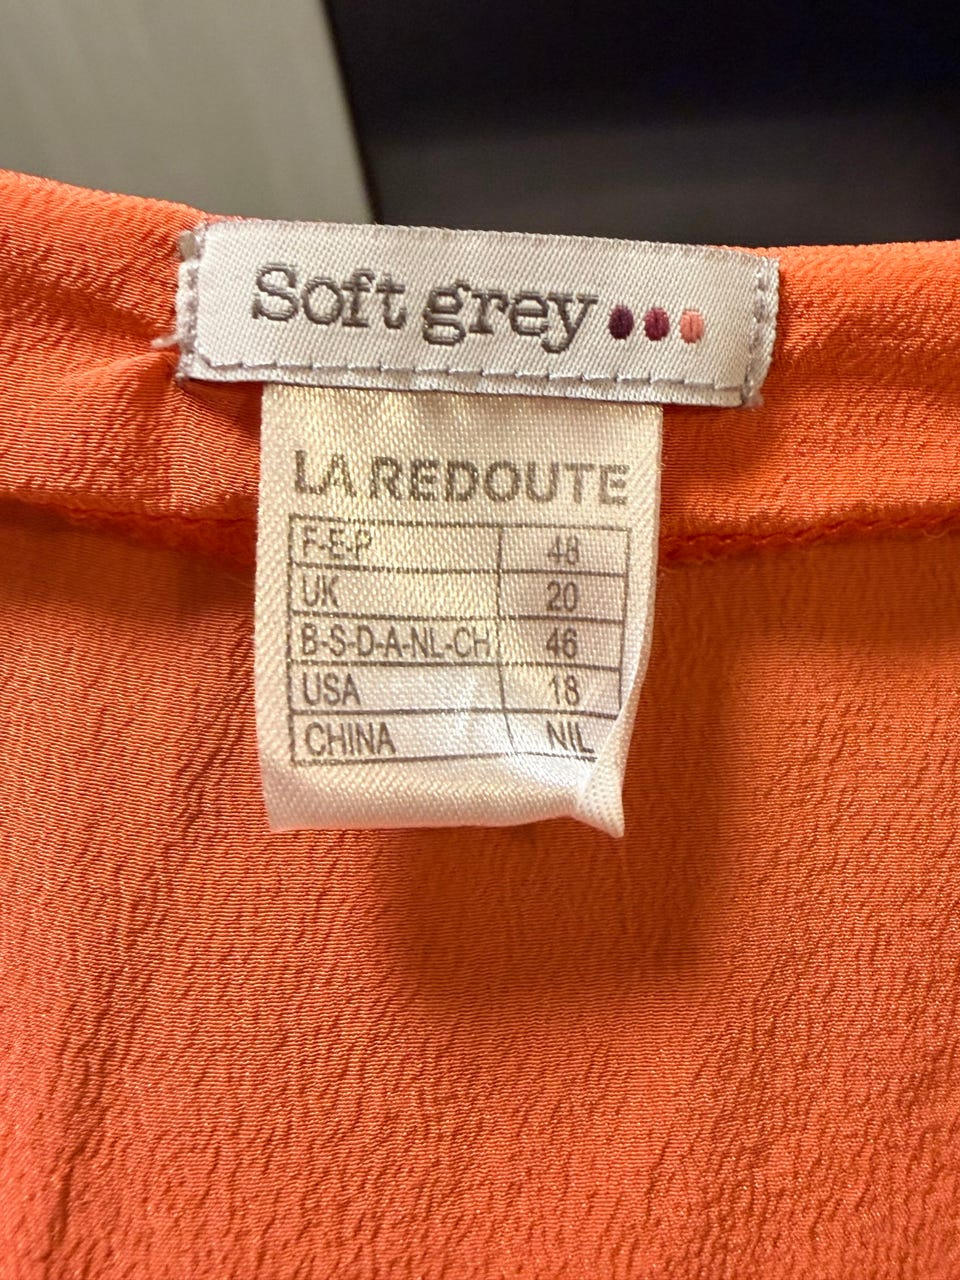 Soft grey
LA REDOUTE
F-E-P 48
UK 20
B-S-D-A-NL-CH 46
USA 18
CHINA NIL